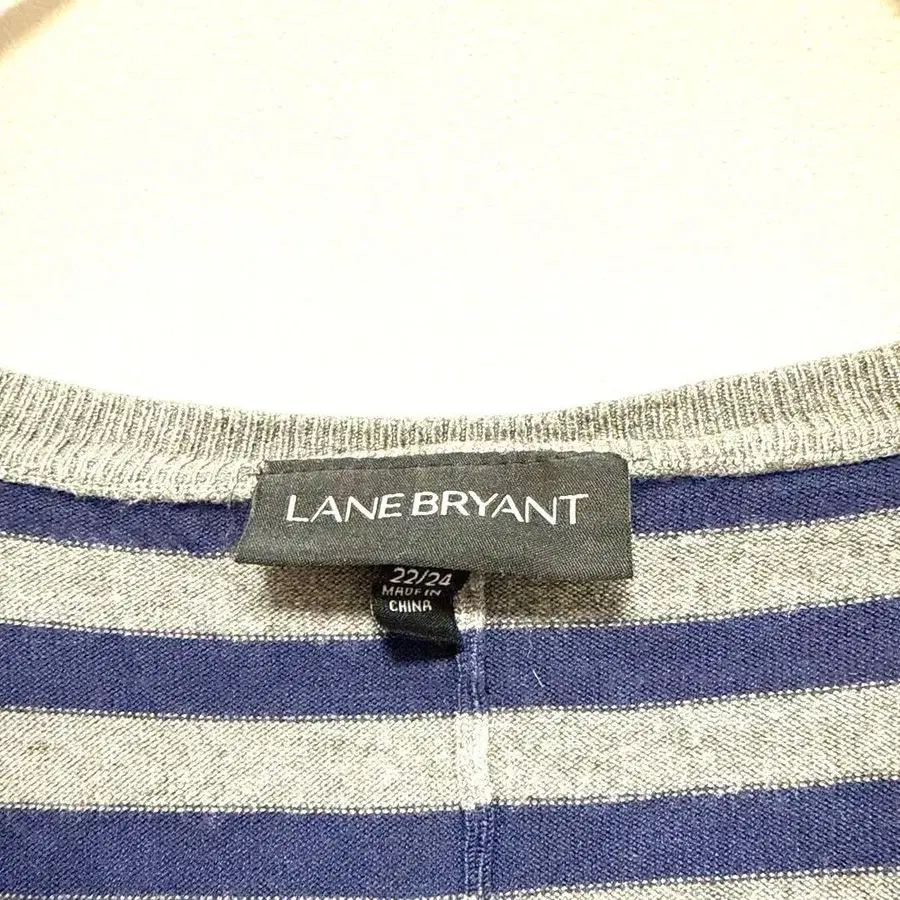 LANE BRYANT
22/24
MADE IN
CHINA